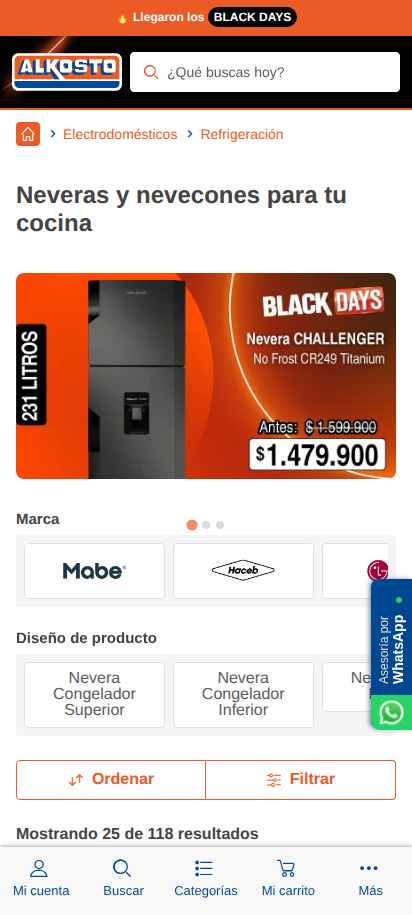 🔥 Llegaron los BLACK DAYS
ALKOSTO
¿Qué buscas hoy?
Electrodomésticos
Refrigeración
Neveras y nevecones para tu
cocina
BLACK DAYS
Nevera CHALLENGER
No Frost CR249 Titanium
231 LITROS
Antes: $1.599.900
$1.479.900
Marca
Mabe
Haceb
LG
Diseño de producto
Nevera
Congelador
Superior
Nevera
Congelador
Inferior
Asesoría por
WhatsApp
Ordenar
Filtrar
Mostrando 25 de 118 resultados
Mi cuenta
Buscar
Categorías
Mi carrito
Más